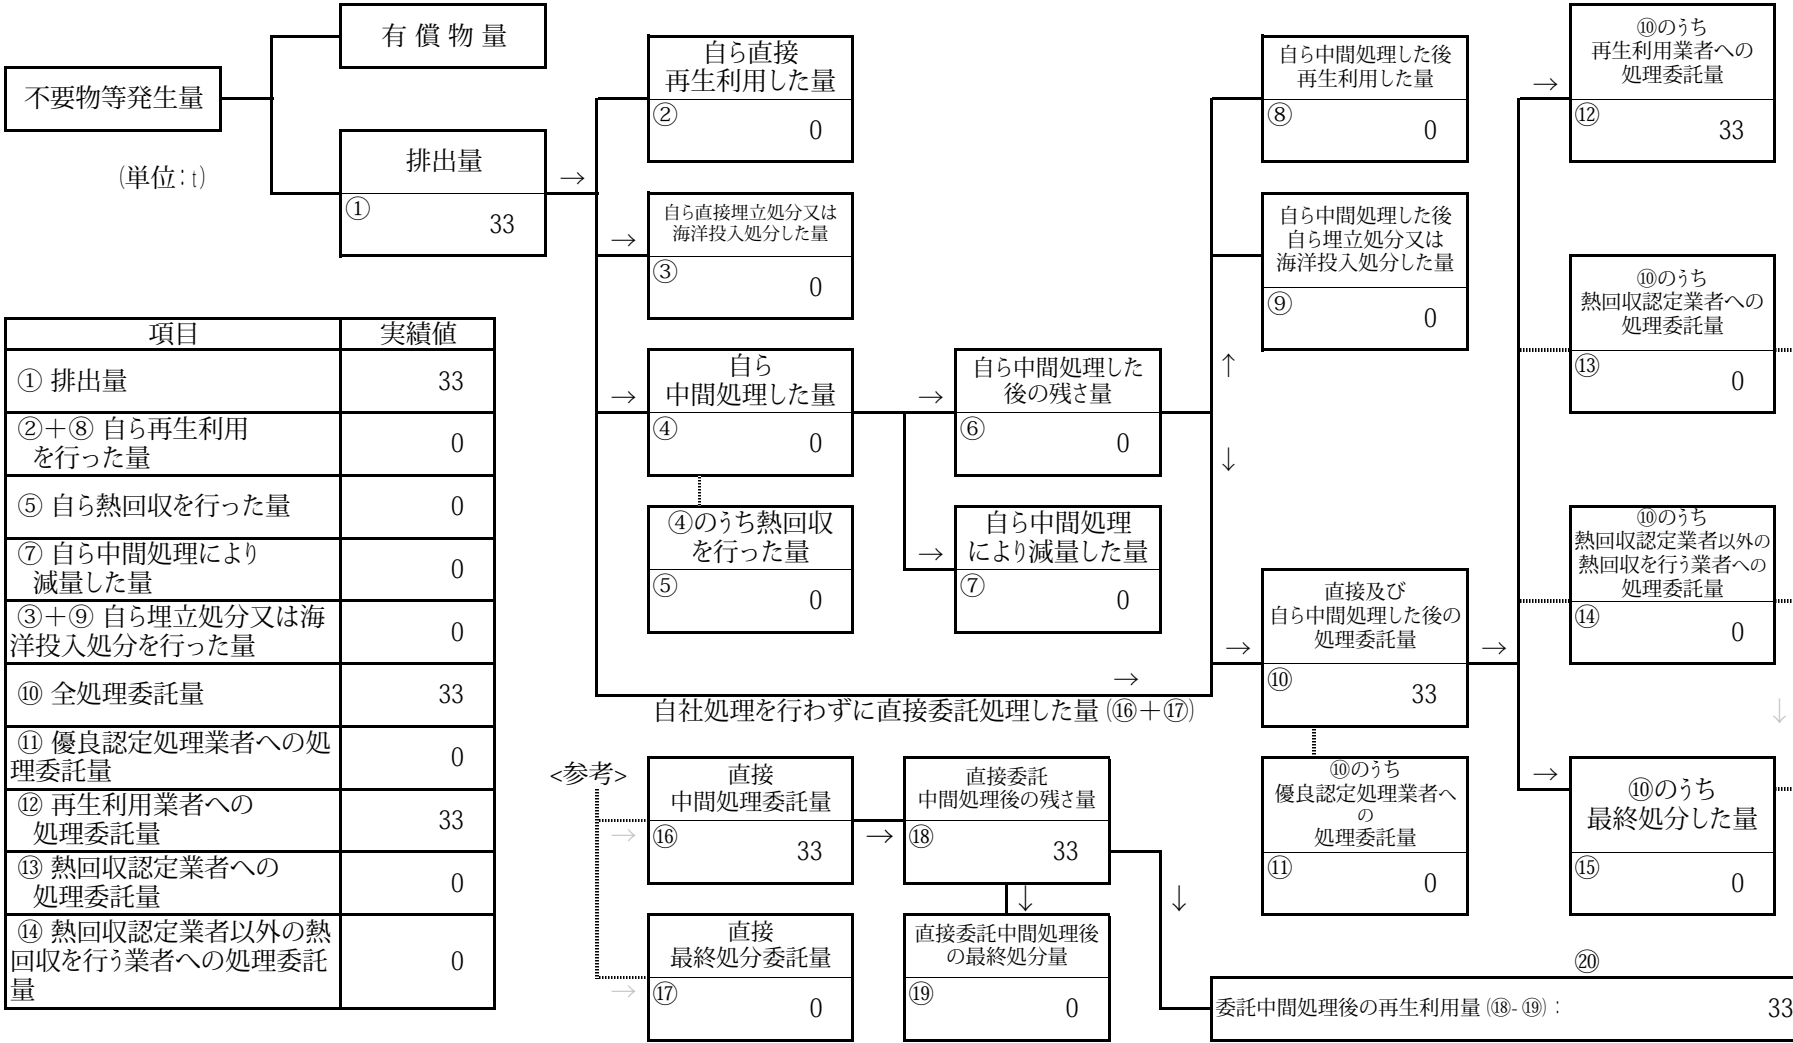 有償物量
不要物等発生量
(単位:t)
排出量
①
33
→
自ら直接
再生利用した量
②
0
→
自ら直接埋立処分又は
海洋投入処分した量
③
0
→
自ら
中間処理した量
④
0
④のうち熱回収
を行った量
⑤
0
→
自ら中間処理した
後の残さ量
⑥
0
→
自ら中間処理
により減量した量
⑦
0
自ら中間処理した後
再生利用した量
⑧
0
自ら中間処理した後
自ら埋立処分又は
海洋投入処分した量
⑨
0
↑
↓
→
直接及び
自ら中間処理した後の
処理委託量
⑩
33
→
⑩のうち
優良認定処理業者へ
の
処理委託量
⑪
0
→
⑩のうち
再生利用業者への
処理委託量
⑫
33
⑩のうち
熱回収認定業者への
処理委託量
⑬
0
⑩のうち
熱回収認定業者以外の
熱回収を行う業者への
処理委託量
⑭
0
↓
→
⑩のうち
最終処分した量
⑮
0
→
自社処理を行わずに直接委託処理した量(⑯+⑰)
<参考>
→
直接
中間処理委託量
⑯
33
→
直接
最終処分委託量
⑰
0
→
直接委託
中間処理後の残さ量
⑱
33
↓
直接委託中間処理後
の最終処分量
⑲
0
↓
⑳
委託中間処理後の再生利用量(⑱-⑲):
33
項目 実績値
① 排出量 33
②+⑧ 自ら再生利用
を行った量
0
⑤ 自ら熱回収を行った量 0
⑦ 自ら中間処理により
減量した量
0
③+⑨ 自ら埋立処分又は海
洋投入処分を行った量
0
⑩ 全処理委託量 33
⑪ 優良認定処理業者への処
理委託量
0
⑫ 再生利用業者への
処理委託量
33
⑬ 熱回収認定業者への
処理委託量
0
⑭ 熱回収認定業者以外の熱
回収を行う業者への処理委託
量
0